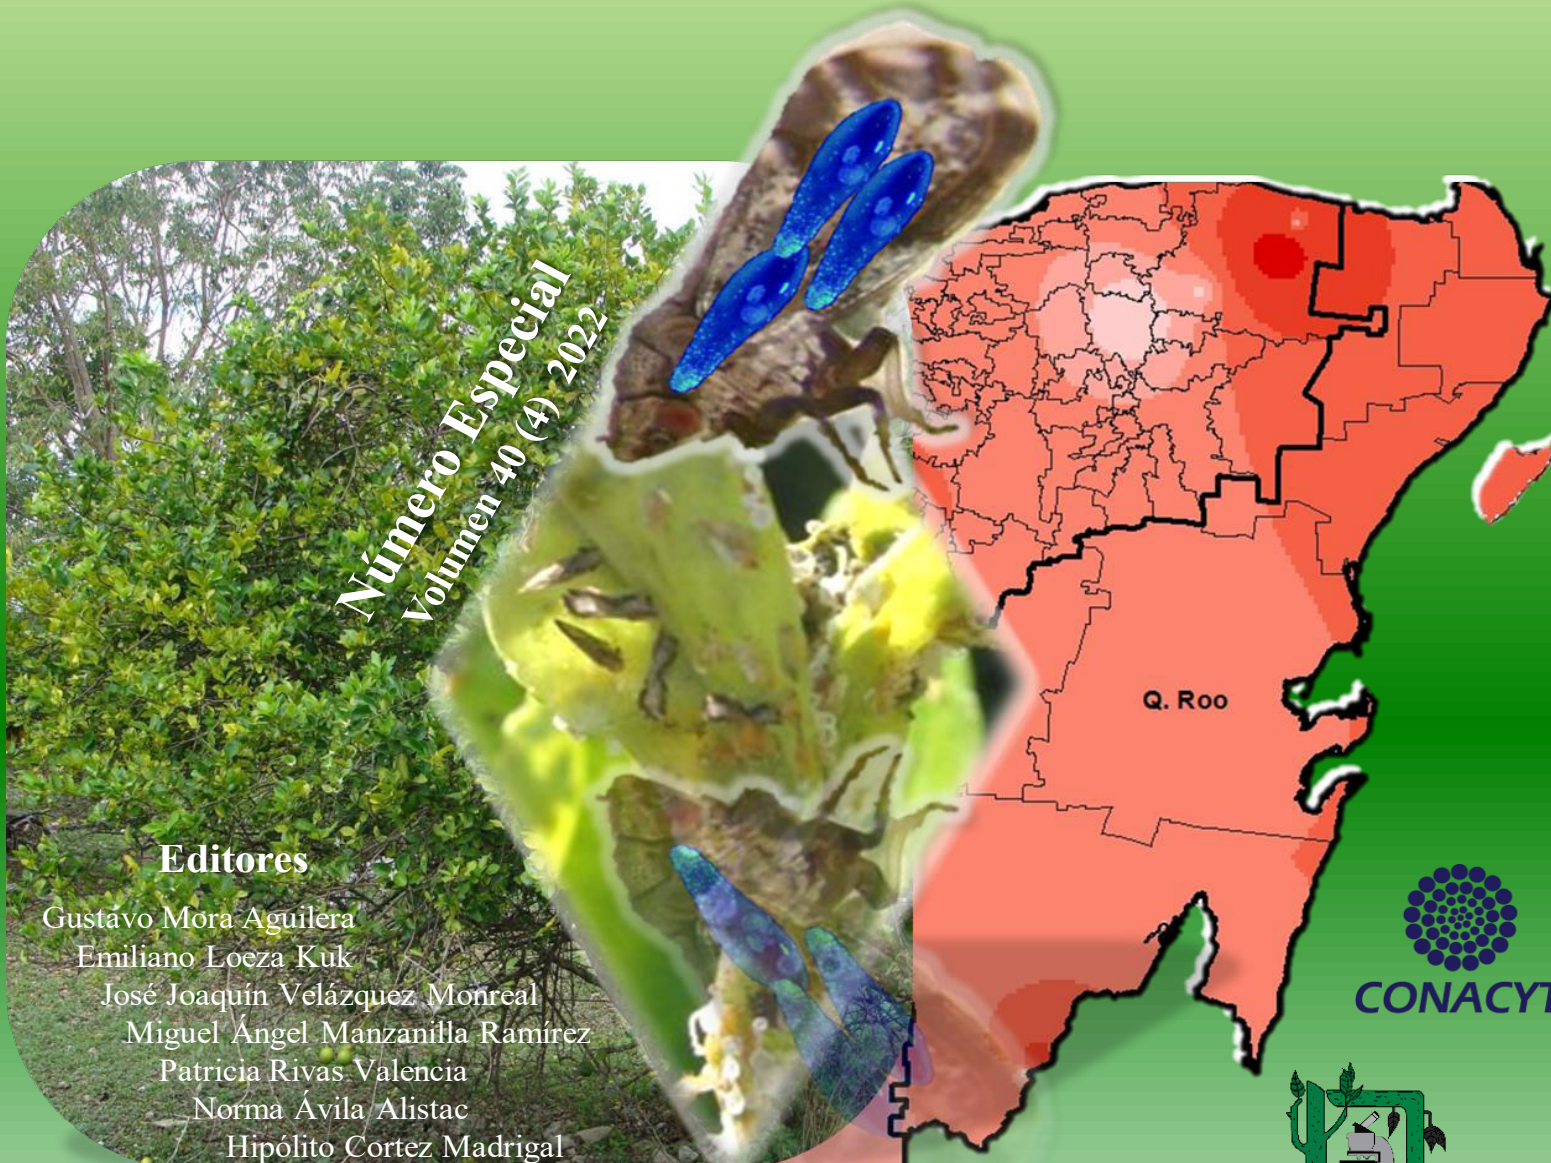 Número Especial
Volumen 40 (4) 2022
Q. Roo
Editores
Gustavo Mora Aguilera
Emiliano Loeza Kuk
José Joaquín Velázquez Monreal
Miguel Ángel Manzanilla Ramírez
Patricia Rivas Valencia
Norma Ávila Alistac
Hipólito Cortez Madrigal
CONACYT